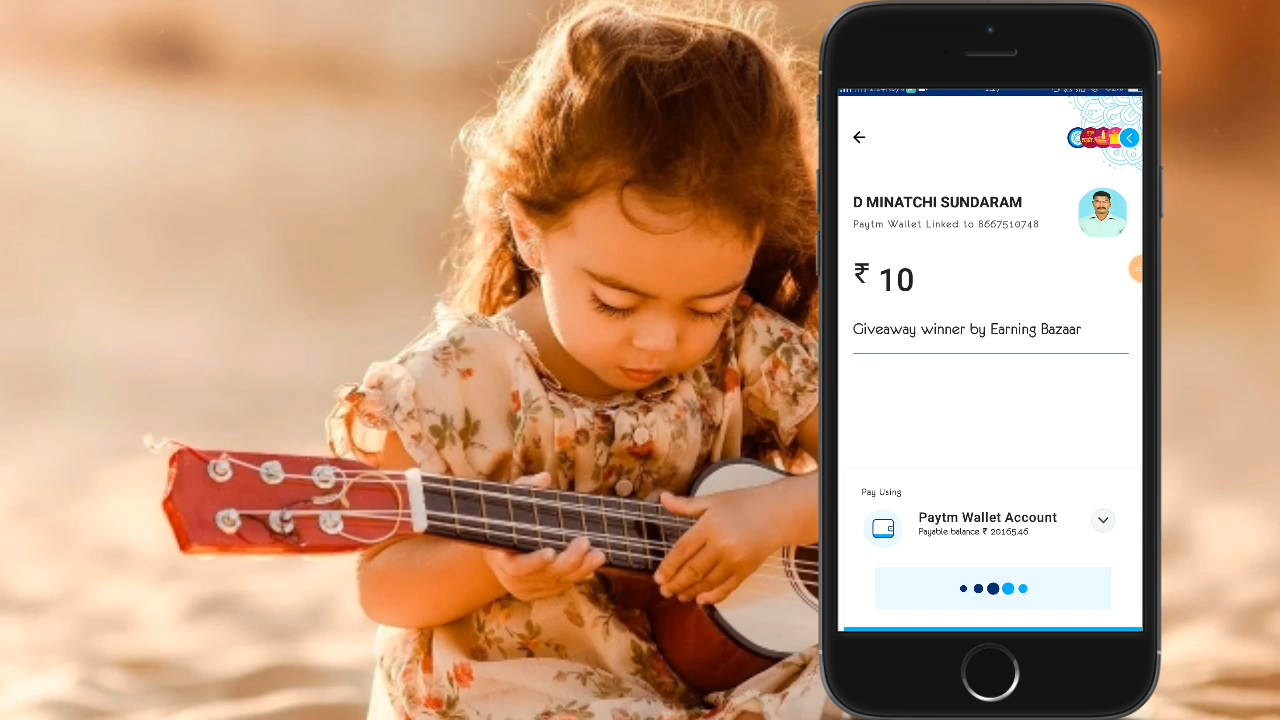 D MINATCHI SUNDARAM
Paytm Wallet Linked to 8667510748
₹ 10
Giveaway winner by Earning Bazaar
Pay Using
Paytm Wallet Account
Payable balance ₹ 20165.46